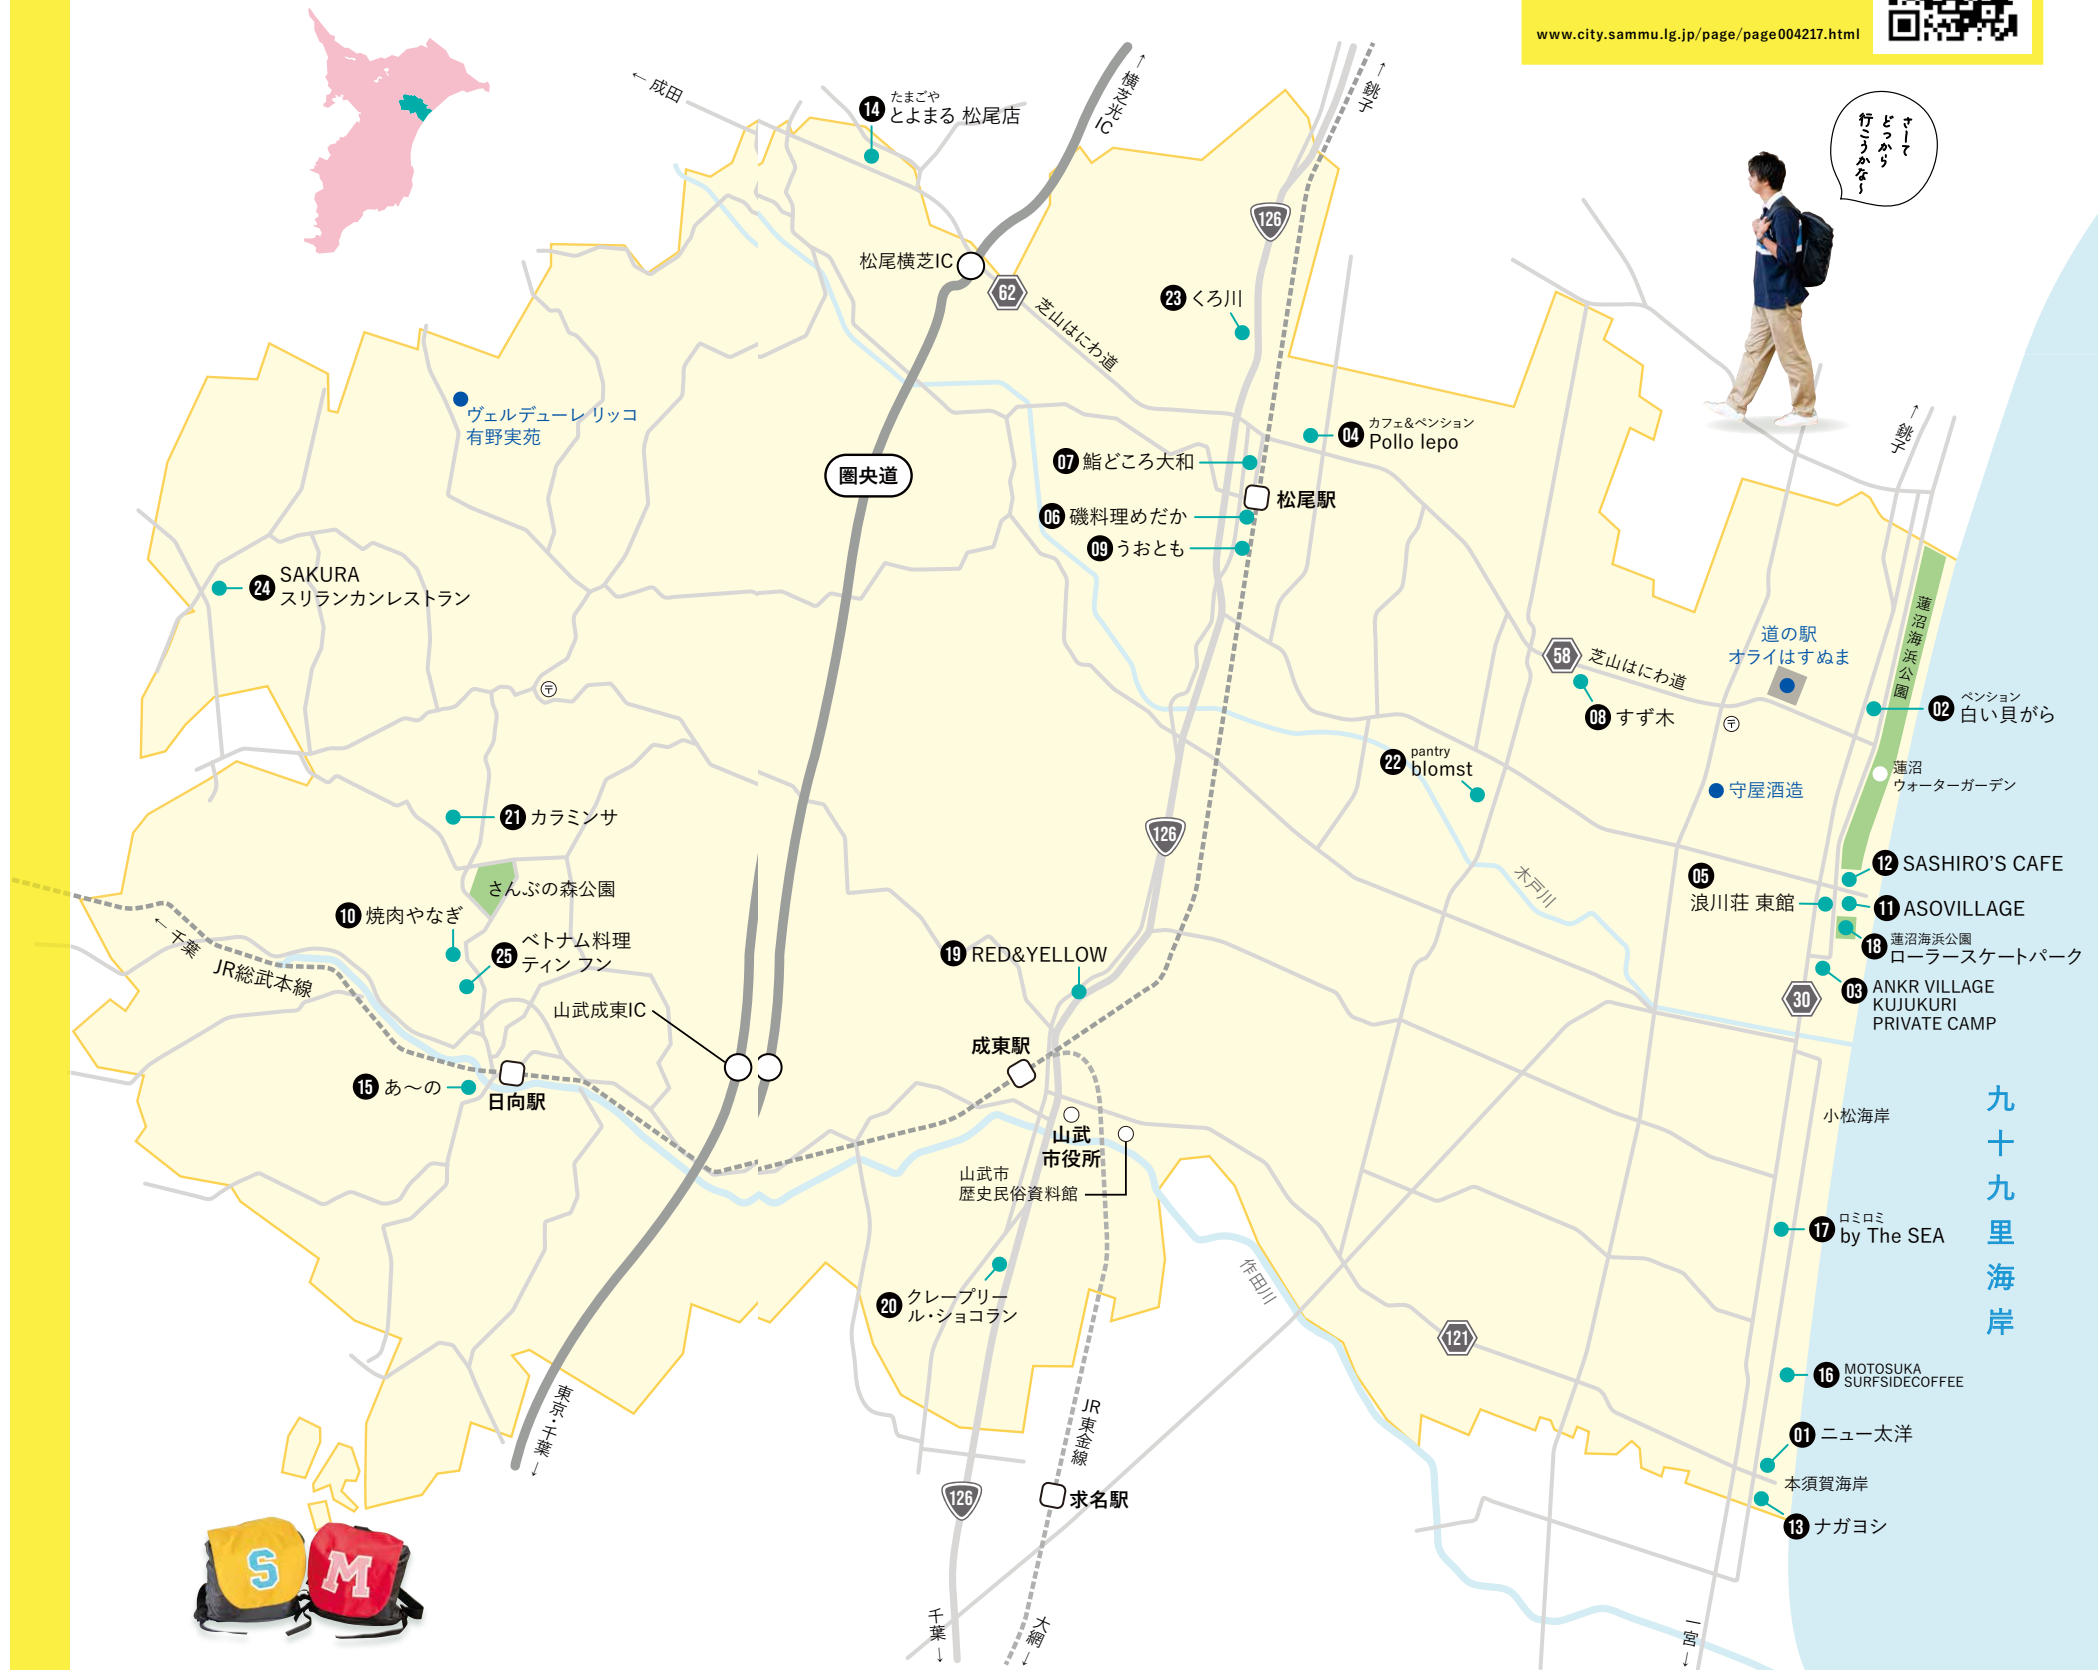 www.city.sammu.lg.jp/page/page004217.html
さーて
どっから
行こうかな〜
← 成田
14 たまごや
とよまる 松尾店
→ 横芝光IC
→ 銚子
126
松尾横芝IC
62
芝山はにわ道
23 くろ川
ヴェルデューレ リッコ
有野実苑
圏央道
04 カフェ&ペンション
Pollo lepo
07 鮨どころ大和
松尾駅
06 磯料理めだか
09 うおとも
→ 銚子
24 SAKURA
スリランカンレストラン
〒
58
芝山はにわ道
08 すず木
道の駅
オライはすぬま
〒
蓮沼海浜公園
02 ペンション
白い貝がら
22 pantry
blomst
守屋酒造
蓮沼
ウォーターガーデン
21 カラミンサ
126
さんぶの森公園
木戸川
12 SASHIRO'S CAFE
05
浪川荘 東館
11 ASOVILLAGE
18 蓮沼海浜公園
ローラースケートパーク
10 焼肉やなぎ
← 千葉
JR総武本線
25 ベトナム料理
ティン フン
19 RED&YELLOW
30
03 ANKR VILLAGE
KUJUKURI
PRIVATE CAMP
山武成東IC
成東駅
15 あ〜の
日向駅
山武
市役所
山武市
歴史民俗資料館
小松海岸
九十九里海岸
17 ロミロミ
by The SEA
作田川
20 クレープリー
ル・ショコラン
121
16 MOTOSUKA
SURFSIDECOFFEE
東京・千葉 →
JR東金線
01 ニュー太洋
本須賀海岸
126
求名駅
13 ナガヨシ
S
M
千葉 →
大網 →
一宮 →